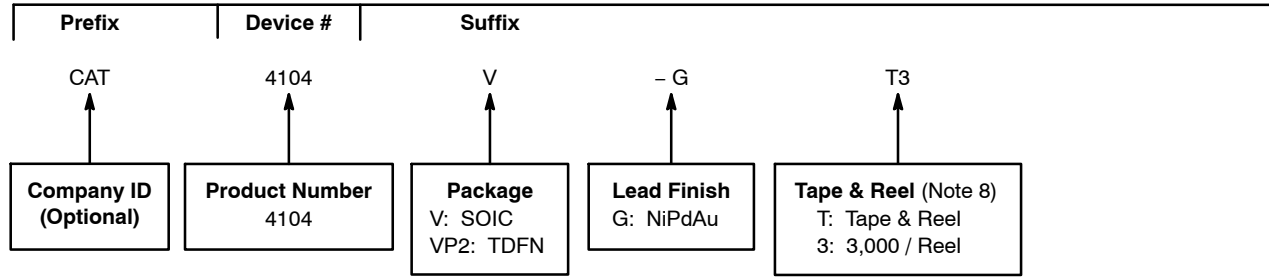 Prefix Device # Suffix
CAT 4104 V – G T3
Company ID
(Optional)
Product Number
4104
Package
V: SOIC
VP2: TDFN
Lead Finish
G: NiPdAu
Tape & Reel (Note 8)
T: Tape & Reel
3: 3,000 / Reel